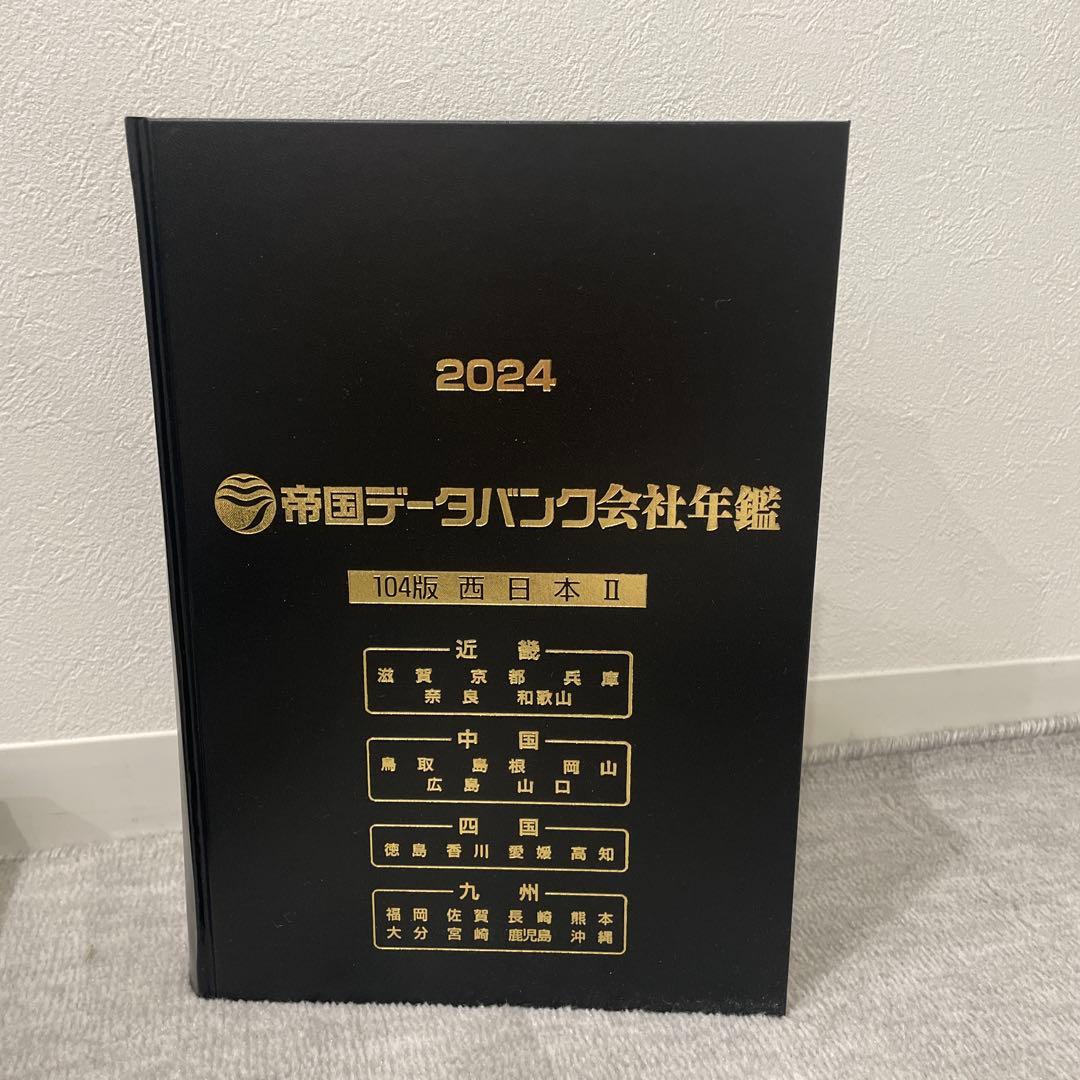 2024
帝国データバンク会社年鑑
104版 西日本 II
近畿
滋賀 京都 兵庫
奈良 和歌山
中国
鳥取 島根 岡山
広島 山口
四国
徳島 香川 愛媛 高知
九州
福岡 佐賀 長崎 熊本
大分 宮崎 鹿児島 沖縄